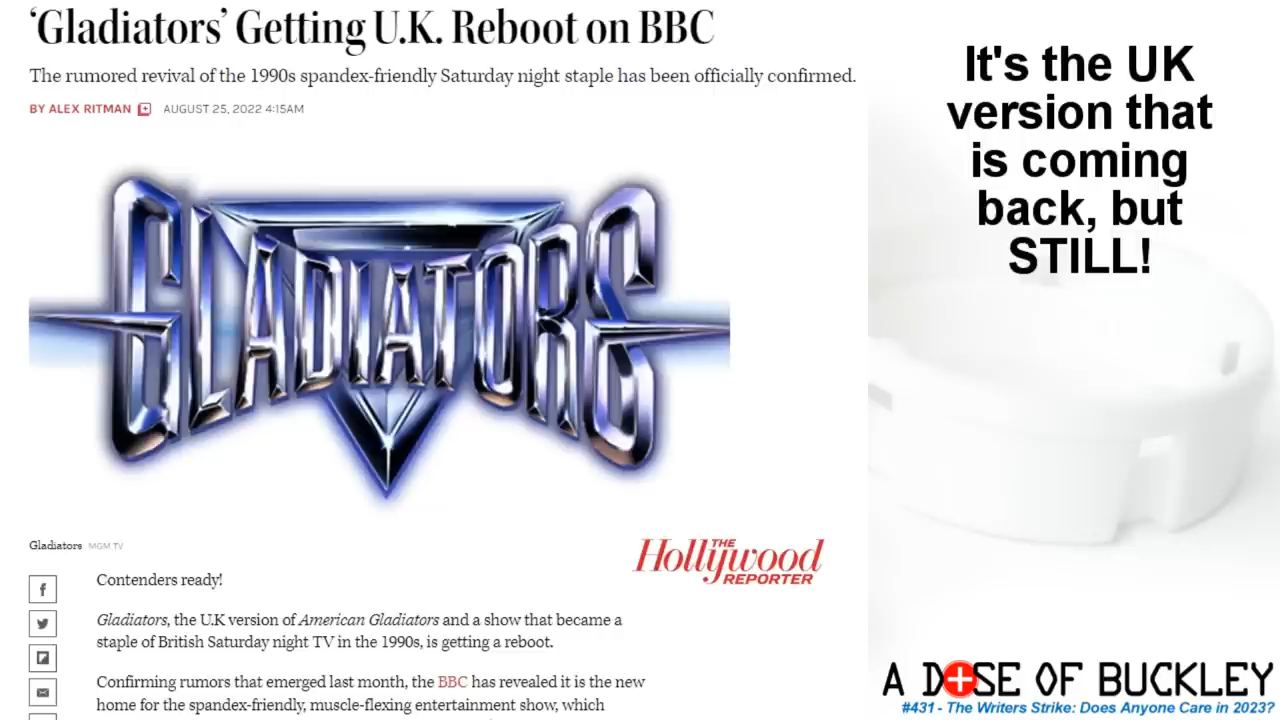 ‘Gladiators’ Getting U.K. Reboot on BBC
The rumored revival of the 1990s spandex-friendly Saturday night staple has been officially confirmed.
BY ALEX RITMAN AUGUST 25, 2022 4:15AM
GLADIATORS
Gladiators MGM TV
THE
Hollywood
REPORTER
Contenders ready!
Gladiators, the U.K version of American Gladiators and a show that became a
staple of British Saturday night TV in the 1990s, is getting a reboot.
Confirming rumors that emerged last month, the BBC has revealed it is the new
home for the spandex-friendly, muscle-flexing entertainment show, which
It's the UK
version that
is coming
back, but
STILL!
A DOSE OF BUCKLEY
#431 - The Writers Strike: Does Anyone Care in 2023?